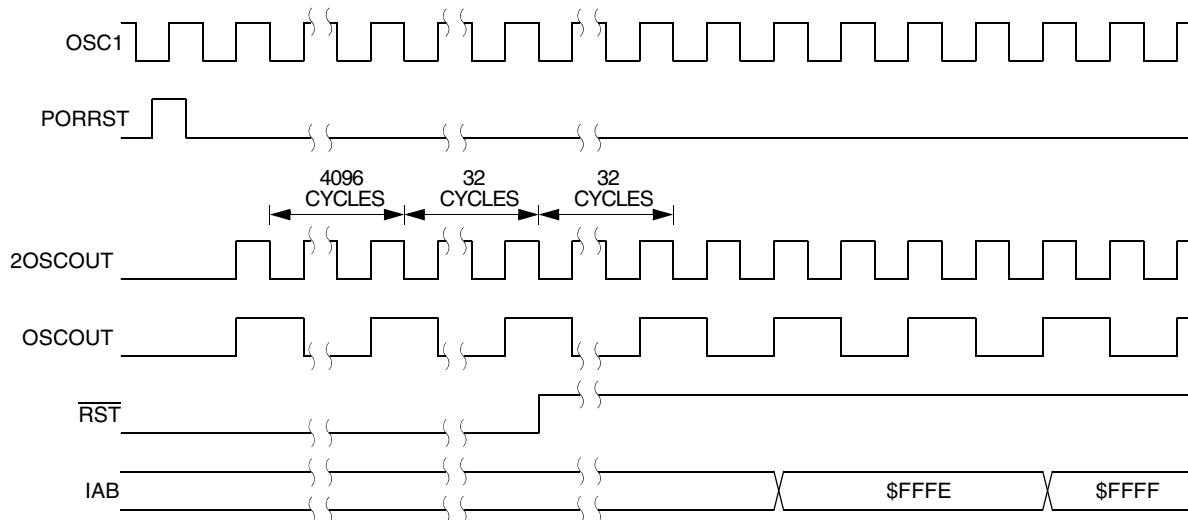 OSC1
PORRST
4096
CYCLES
32
CYCLES
32
CYCLES
2OSCOUT
OSCOUT
RST
IAB
$FFFE
$FFFF